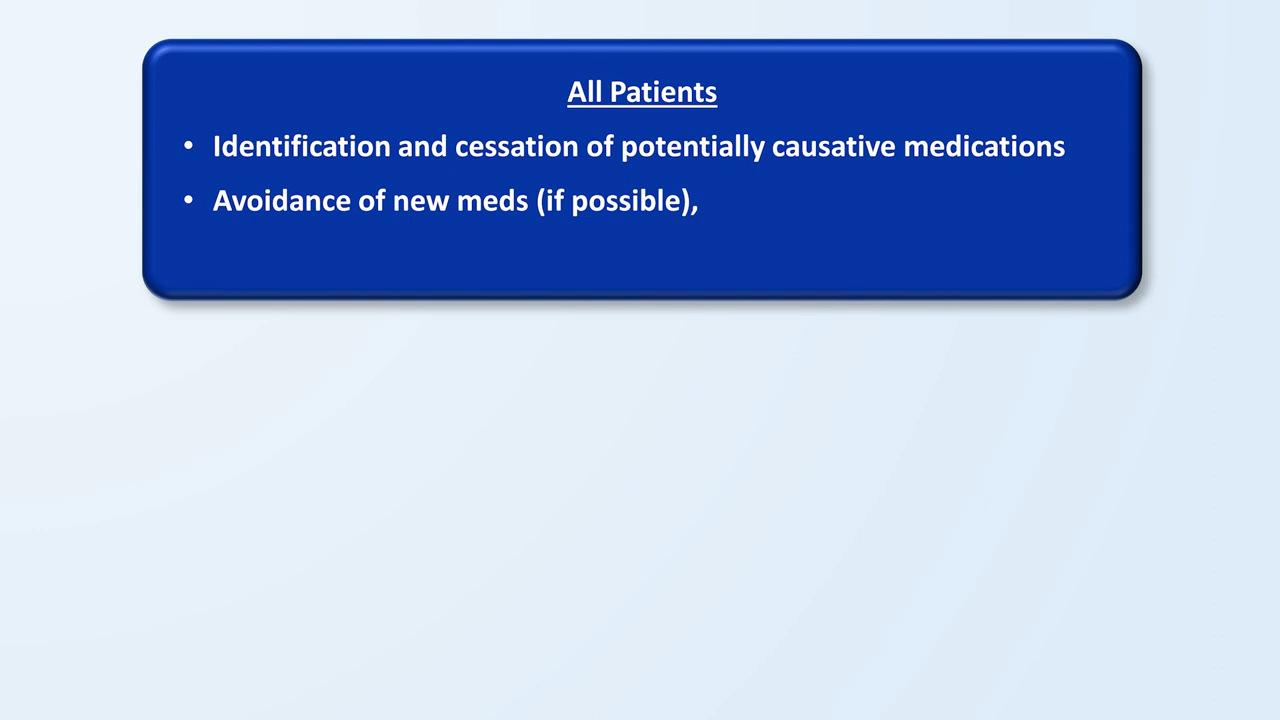 All Patients
• Identification and cessation of potentially causative medications
• Avoidance of new meds (if possible),